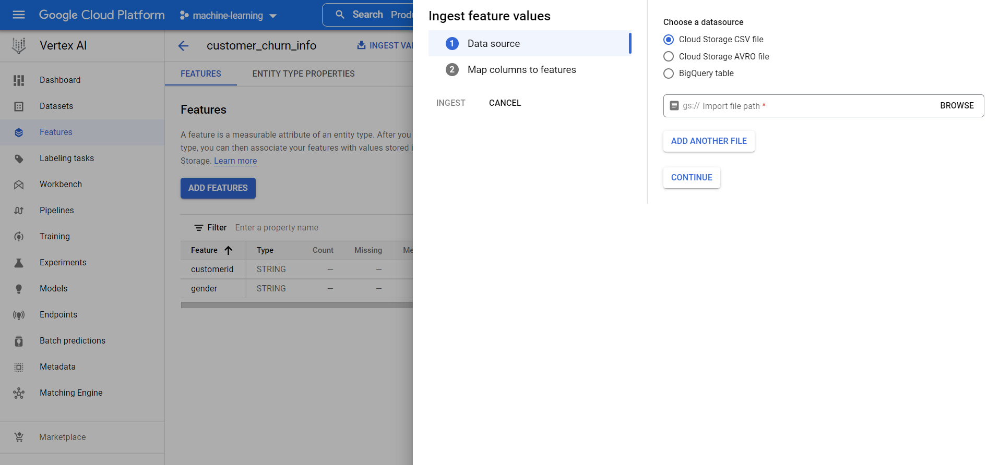 Google Cloud Platform
machine-learning
Search Produ
Vertex AI
Dashboard
Datasets
Features
Labeling tasks
Workbench
Pipelines
Training
Experiments
Models
Endpoints
Batch predictions
Metadata
Matching Engine
Marketplace
customer_churn_info
INGEST VAL
FEATURES
ENTITY TYPE PROPERTIES
Features
A feature is a measurable attribute of an entity type. After you
type, you can then associate your features with values stored i
Storage. Learn more
ADD FEATURES
Filter Enter a property name
Feature Type Count Missing Me
customerid STRING — —
gender STRING — —
Ingest feature values
1 Data source
2 Map columns to features
INGEST CANCEL
Choose a datasource
Cloud Storage CSV file
Cloud Storage AVRO file
BigQuery table
gs:// Import file path * BROWSE
ADD ANOTHER FILE
CONTINUE